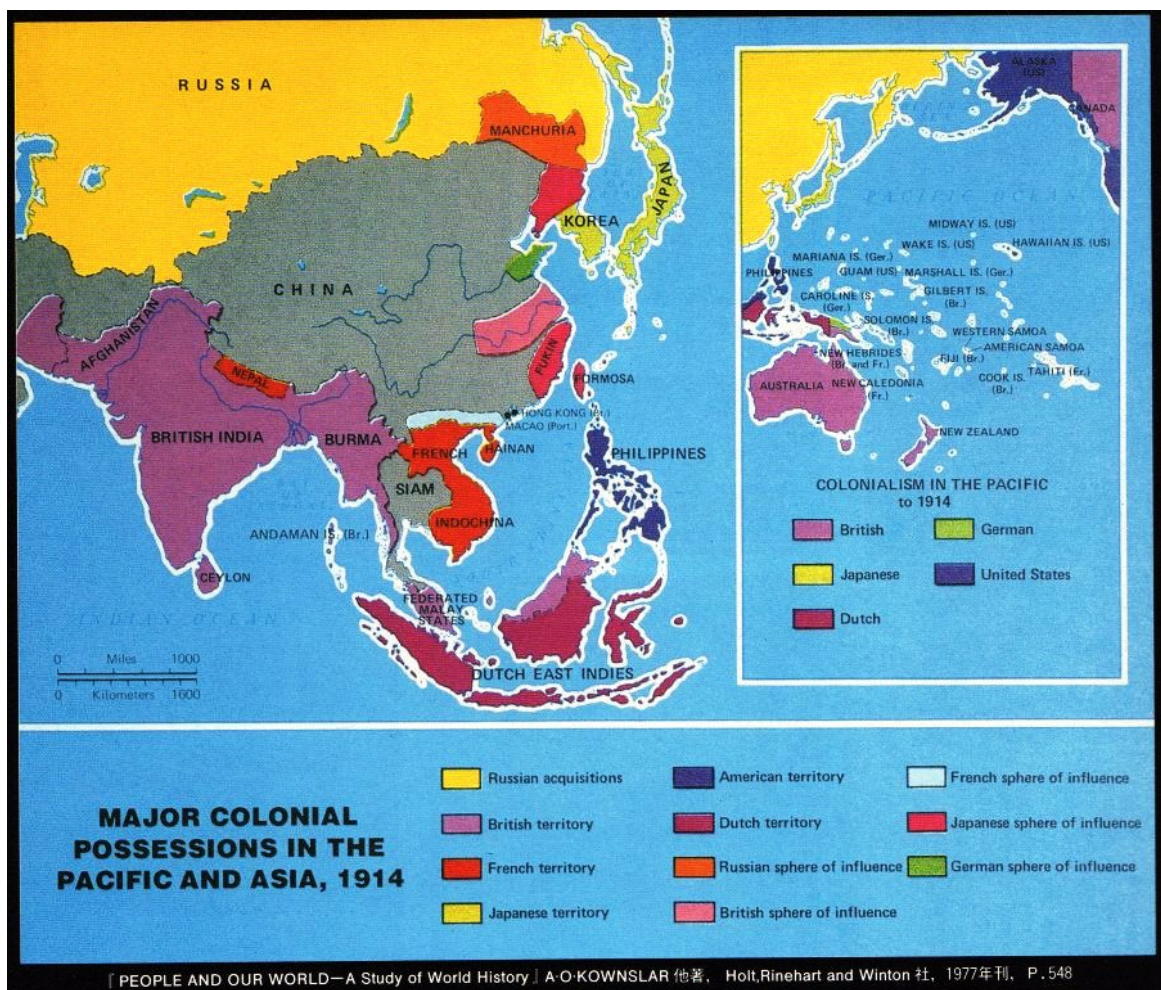 RUSSIA
MANCHURIA
KOREA
JAPAN
CHINA
AFGHANISTAN
NEPAL
FUKIN
FORMOSA
HONG KONG (Br.)
MACAO (Port.)
BRITISH INDIA
BURMA
FRENCH
HAINAN
PHILIPPINES
SIAM
INDOCHINA
ANDAMAN IS. (Br.)
CEYLON
FEDERATED
MALAY
STATES
INDIAN OCEAN
DUTCH EAST INDIES
0 Miles 1000
0 Kilometers 1600
ALASKA
(US)
CANADA
PACIFIC OCEAN
MIDWAY IS. (US)
WAKE IS. (US)
HAWAIIAN IS. (US)
MARIANA IS. (Ger.)
PHILIPPINES
GUAM (US)
MARSHALL IS. (Ger.)
CAROLINE IS.
(Ger.)
GILBERT IS.
(Br.)
SOLOMON IS.
(Br.)
WESTERN SAMOA
AMERICAN SAMOA
NEW HEBRIDES
(Br. and Fr.)
FIJI (Br.)
TAHITI (Fr.)
AUSTRALIA
NEW CALEDONIA
(Fr.)
COOK IS.
(Br.)
NEW ZEALAND
COLONIALISM IN THE PACIFIC
to 1914
British
German
Japanese
United States
Dutch
MAJOR COLONIAL
POSSESSIONS IN THE
PACIFIC AND ASIA, 1914
Russian acquisitions
British territory
French territory
Japanese territory
American territory
Dutch territory
Russian sphere of influence
British sphere of influence
French sphere of influence
Japanese sphere of influence
German sphere of influence
『PEOPLE AND OUR WORLD—A Study of World History』A·O·KOWNSLAR 他著, Holt,Rinehart and Winton 社, 1977年刊, P.548